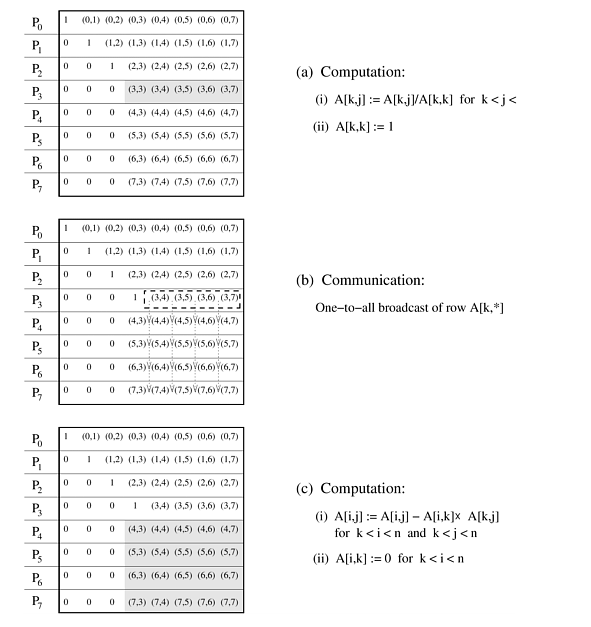 P0 1 (0,1) (0,2) (0,3) (0,4) (0,5) (0,6) (0,7)
P1 0 1 (1,2) (1,3) (1,4) (1,5) (1,6) (1,7)
P2 0 0 1 (2,3) (2,4) (2,5) (2,6) (2,7)
P3 0 0 0 (3,3) (3,4) (3,5) (3,6) (3,7)
P4 0 0 0 (4,3) (4,4) (4,5) (4,6) (4,7)
P5 0 0 0 (5,3) (5,4) (5,5) (5,6) (5,7)
P6 0 0 0 (6,3) (6,4) (6,5) (6,6) (6,7)
P7 0 0 0 (7,3) (7,4) (7,5) (7,6) (7,7)
(a) Computation:
(i) A[k,j] := A[k,j]/A[k,k] for k < j <
(ii) A[k,k] := 1
P0 1 (0,1) (0,2) (0,3) (0,4) (0,5) (0,6) (0,7)
P1 0 1 (1,2) (1,3) (1,4) (1,5) (1,6) (1,7)
P2 0 0 1 (2,3) (2,4) (2,5) (2,6) (2,7)
P3 0 0 0 1 (3,4) (3,5) (3,6) (3,7)
P4 0 0 0 (4,3) (4,4) (4,5) (4,6) (4,7)
P5 0 0 0 (5,3) (5,4) (5,5) (5,6) (5,7)
P6 0 0 0 (6,3) (6,4) (6,5) (6,6) (6,7)
P7 0 0 0 (7,3) (7,4) (7,5) (7,6) (7,7)
(b) Communication:
One−to−all broadcast of row A[k,*]
P0 1 (0,1) (0,2) (0,3) (0,4) (0,5) (0,6) (0,7)
P1 0 1 (1,2) (1,3) (1,4) (1,5) (1,6) (1,7)
P2 0 0 1 (2,3) (2,4) (2,5) (2,6) (2,7)
P3 0 0 0 1 (3,4) (3,5) (3,6) (3,7)
P4 0 0 0 (4,3) (4,4) (4,5) (4,6) (4,7)
P5 0 0 0 (5,3) (5,4) (5,5) (5,6) (5,7)
P6 0 0 0 (6,3) (6,4) (6,5) (6,6) (6,7)
P7 0 0 0 (7,3) (7,4) (7,5) (7,6) (7,7)
(c) Computation:
(i) A[i,j] := A[i,j] − A[i,k]× A[k,j]
for k < i < n and k < j < n
(ii) A[i,k] := 0 for k < i < n